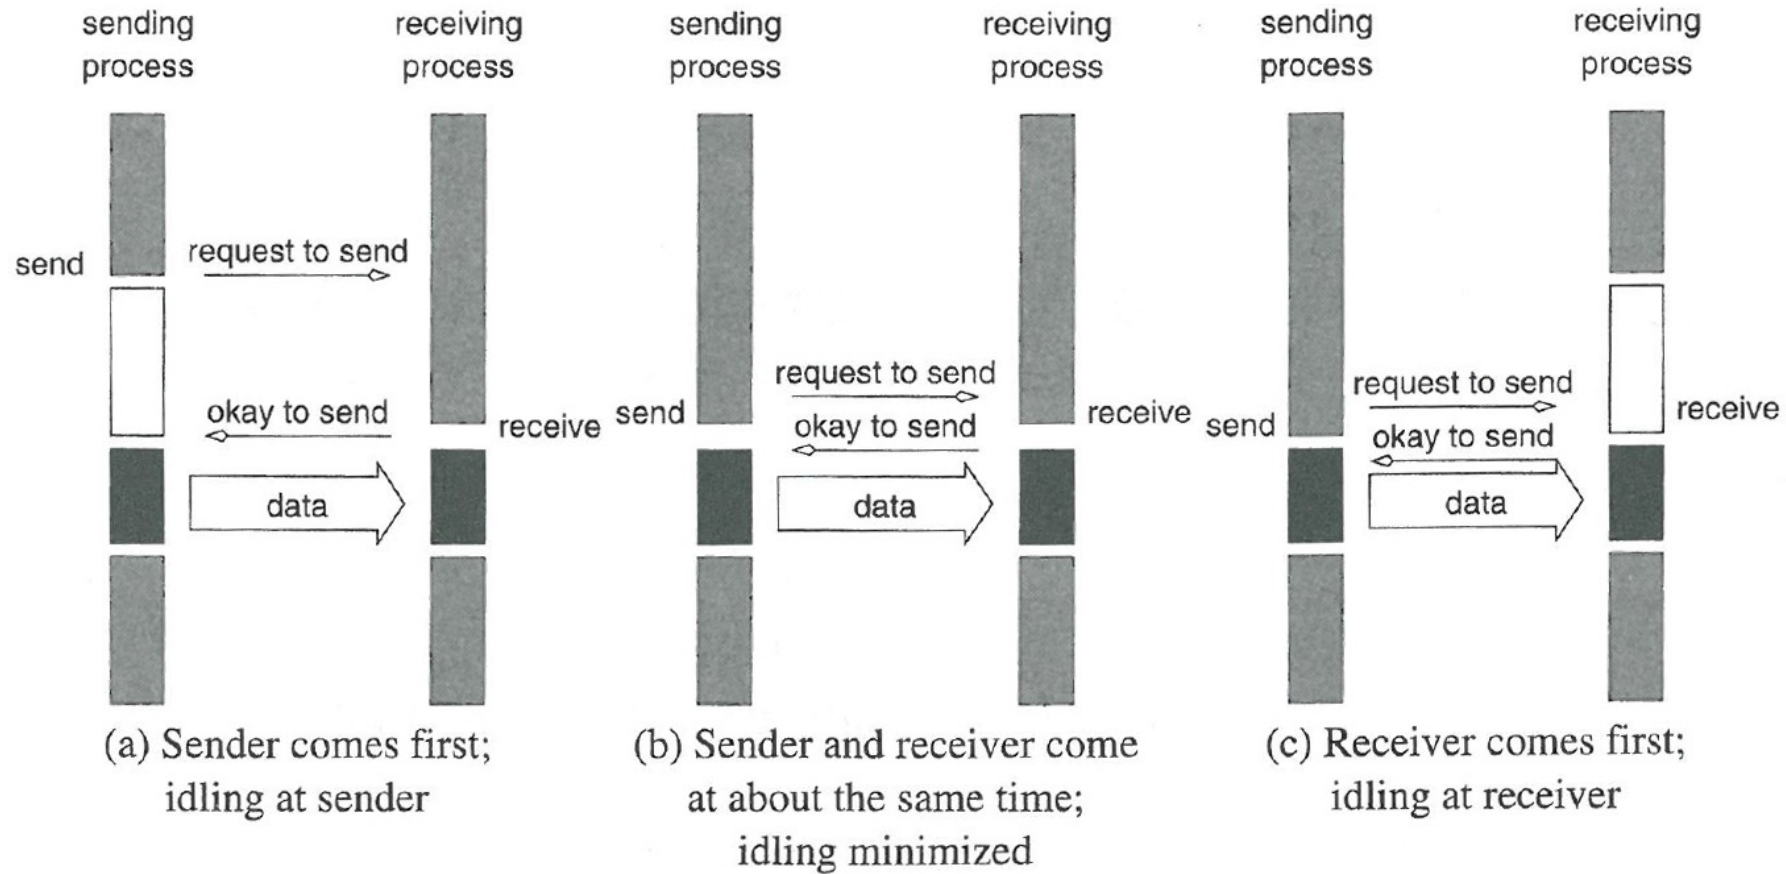 sending
process
receiving
process
send
request to send
okay to send
receive
data
(a) Sender comes first;
idling at sender
sending
process
receiving
process
request to send
send
okay to send
receive
data
(b) Sender and receiver come
at about the same time;
idling minimized
sending
process
receiving
process
request to send
send
okay to send
receive
data
(c) Receiver comes first;
idling at receiver